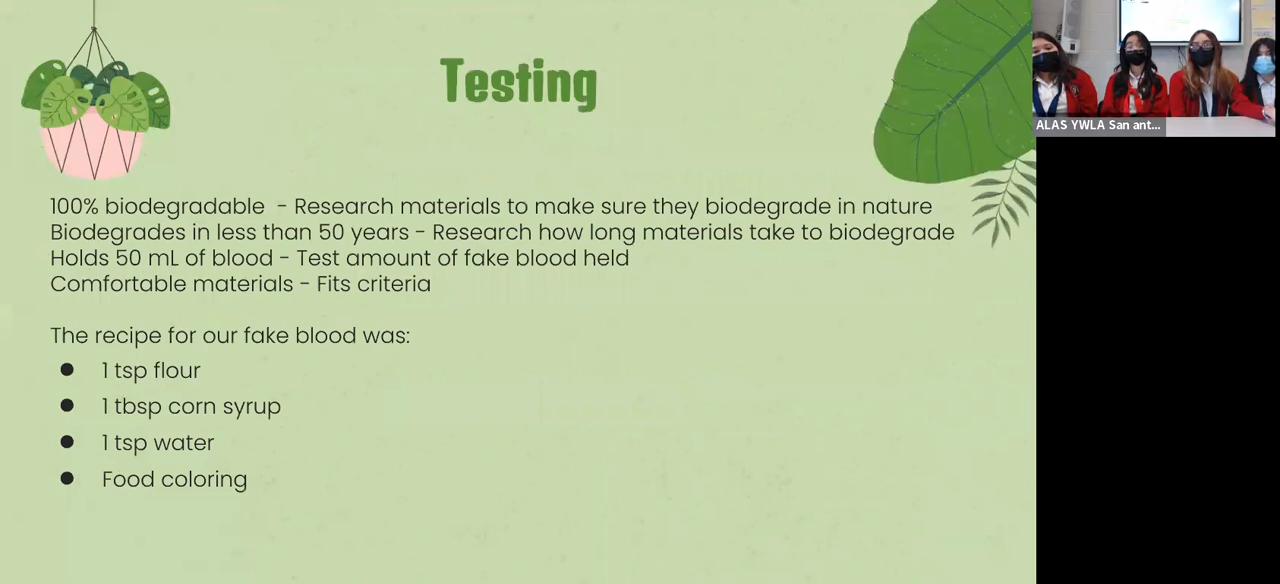 Testing
100% biodegradable - Research materials to make sure they biodegrade in nature
Biodegrades in less than 50 years - Research how long materials take to biodegrade
Holds 50 mL of blood - Test amount of fake blood held
Comfortable materials - Fits criteria
The recipe for our fake blood was:
● 1 tsp flour
● 1 tbsp corn syrup
● 1 tsp water
● Food coloring
ALAS YWLA San ant...